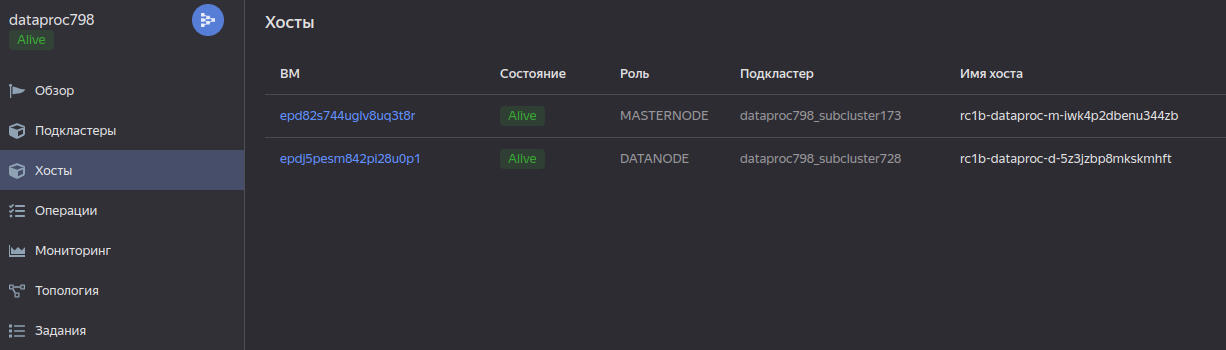 dataproc798
Alive
Обзор
Подкластеры
Хосты
Операции
Мониторинг
Топология
Задания
Хосты
ВМ Состояние Роль Подкластер Имя хоста
epd82s744uglv8uq3t8r Alive MASTERNODE dataproc798_subcluster173 rc1b-dataproc-m-iwk4p2dbenu344zb
epdj5pesm842pi28u0p1 Alive DATANODE dataproc798_subcluster728 rc1b-dataproc-d-5z3jzbp8mkskmhft